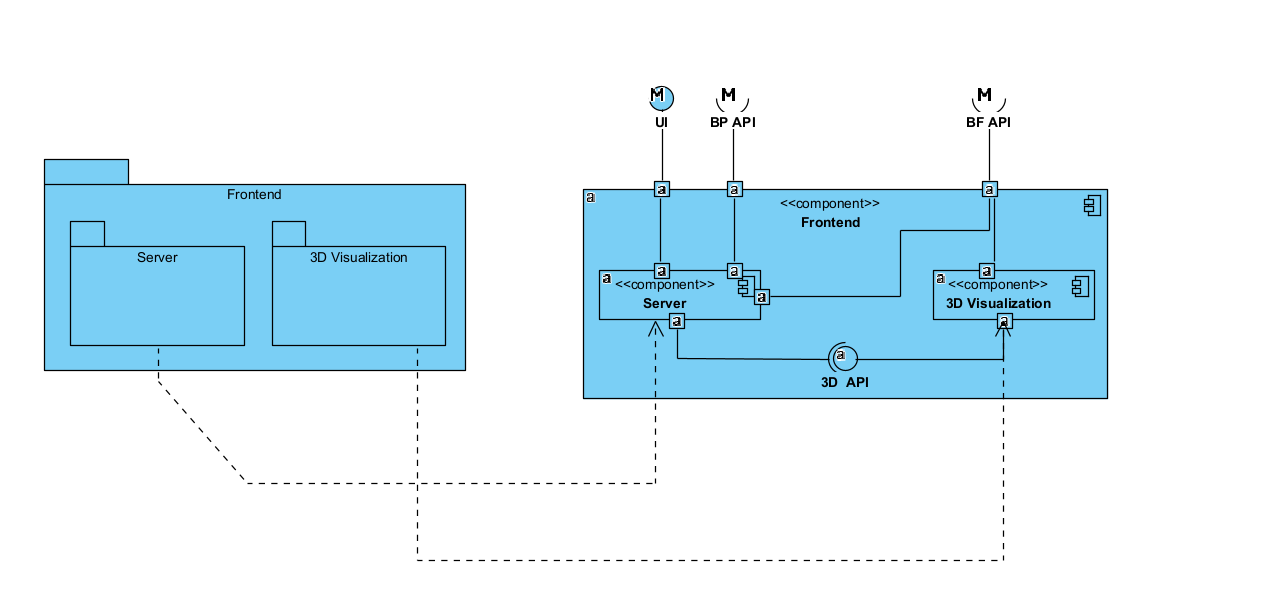 M
M
M
UI
BP API
BF API
a
a
a
a
<<component>>
Frontend
Frontend
Server
3D Visualization
a
a
a
a
<<component>>
Server
a
a
<<component>>
3D Visualization
a
a
a
a
3D API